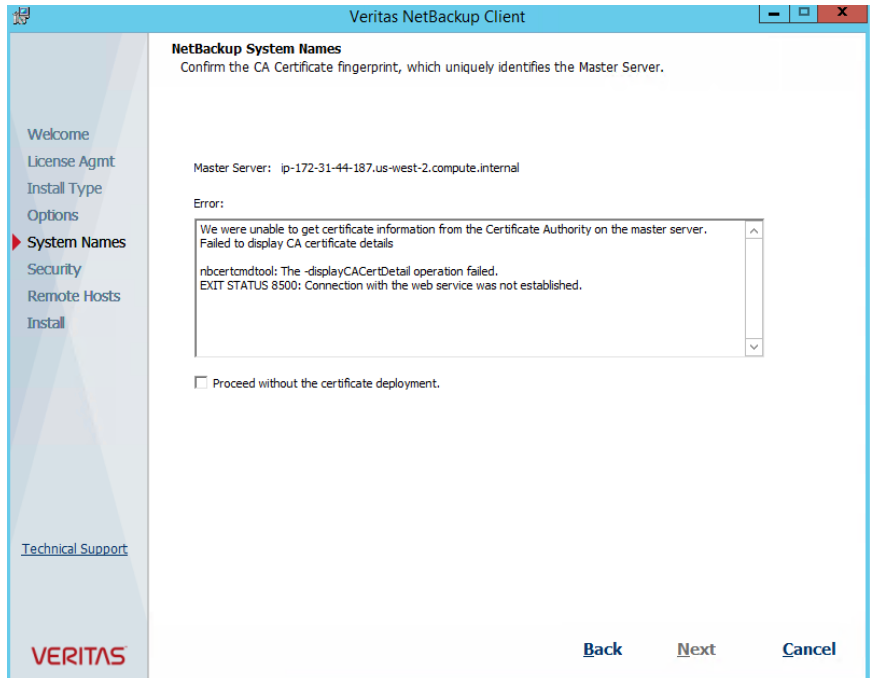 Veritas NetBackup Client
NetBackup System Names
Confirm the CA Certificate fingerprint, which uniquely identifies the Master Server.
Welcome
License Agmt
Install Type
Options
System Names
Security
Remote Hosts
Install
Master Server: ip-172-31-44-187.us-west-2.compute.internal
Error:
We were unable to get certificate information from the Certificate Authority on the master server.
Failed to display CA certificate details
nbcertcmdtool: The -displayCACertDetail operation failed.
EXIT STATUS 8500: Connection with the web service was not established.
Proceed without the certificate deployment.
Technical Support
VERITAS
Back Next Cancel